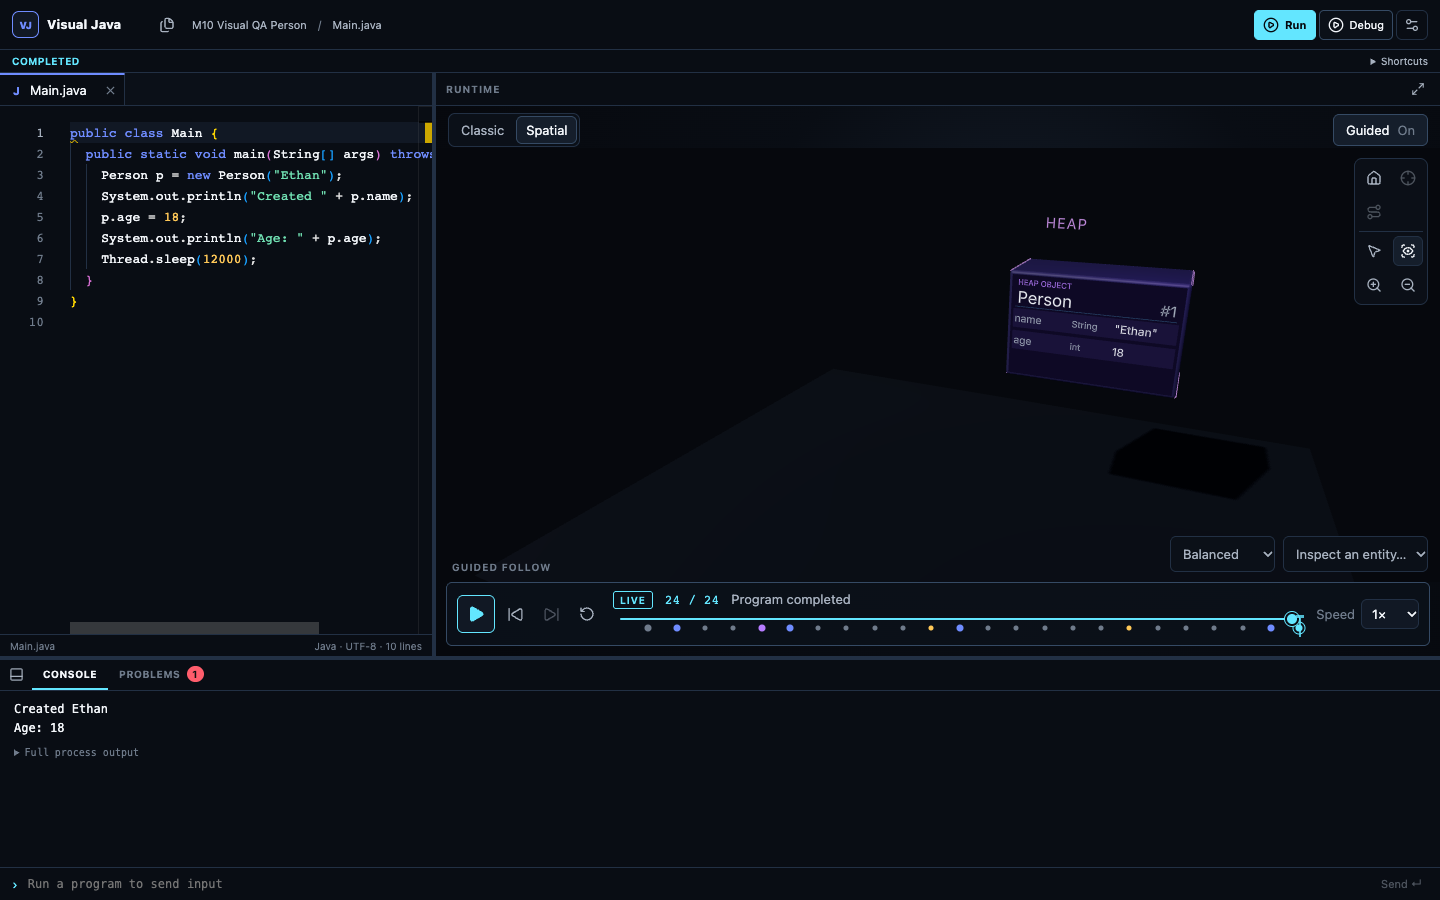 VJ Visual Java M10 Visual QA Person / Main.java Run Debug
COMPLETED Shortcuts
J Main.java
RUNTIME
1 public class Main {
2 public static void main(String[] args) throws
3 Person p = new Person("Ethan");
4 System.out.println("Created " + p.name);
5 p.age = 18;
6 System.out.println("Age: " + p.age);
7 Thread.sleep(12000);
8 }
9 }
10
Main.java Java · UTF-8 · 10 lines
Classic Spatial Guided On
HEAP
HEAP OBJECT
Person #1
name String "Ethan"
age int 18
Balanced Inspect an entity...
GUIDED FOLLOW
LIVE 24 / 24 Program completed
Speed 1×
CONSOLE PROBLEMS 1
Created Ethan
Age: 18
Full process output
› Run a program to send input Send ↵